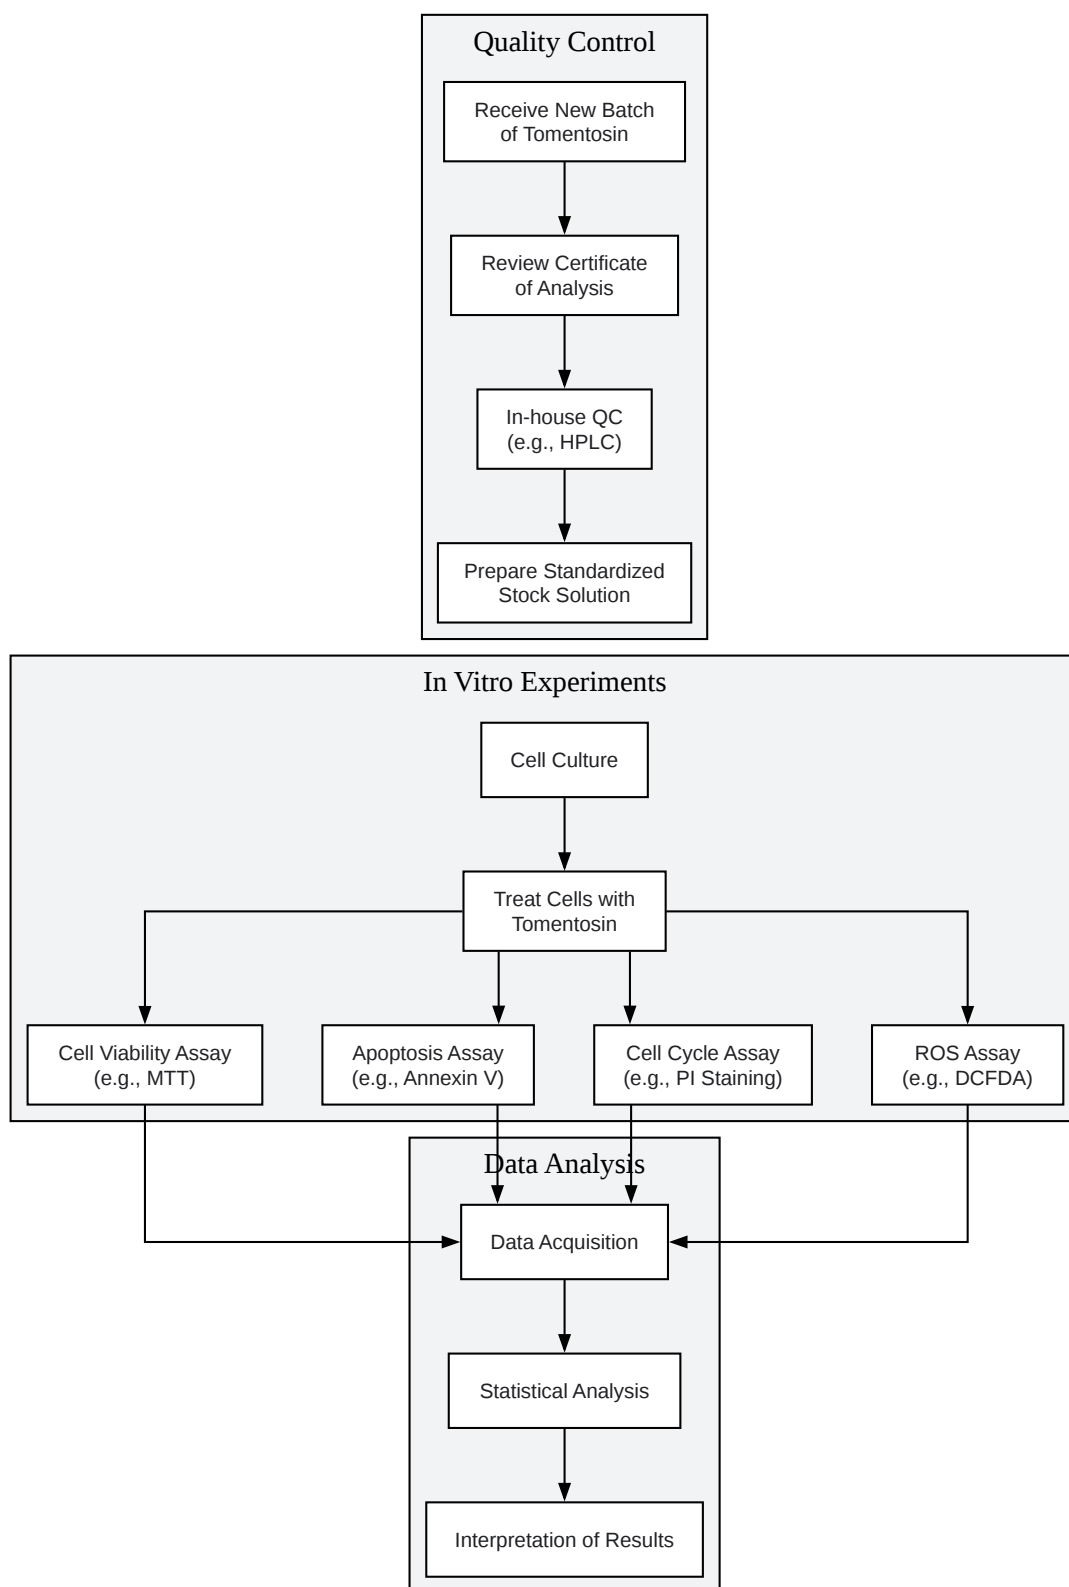 Quality Control
Receive New Batch
of Tomentosin
Review Certificate
of Analysis
In-house QC
(e.g., HPLC)
Prepare Standardized
Stock Solution
In Vitro Experiments
Cell Culture
Treat Cells with
Tomentosin
Cell Viability Assay
(e.g., MTT)
Apoptosis Assay
(e.g., Annexin V)
Cell Cycle Assay
(e.g., PI Staining)
ROS Assay
(e.g., DCFDA)
Data Analysis
Data Acquisition
Statistical Analysis
Interpretation of Results